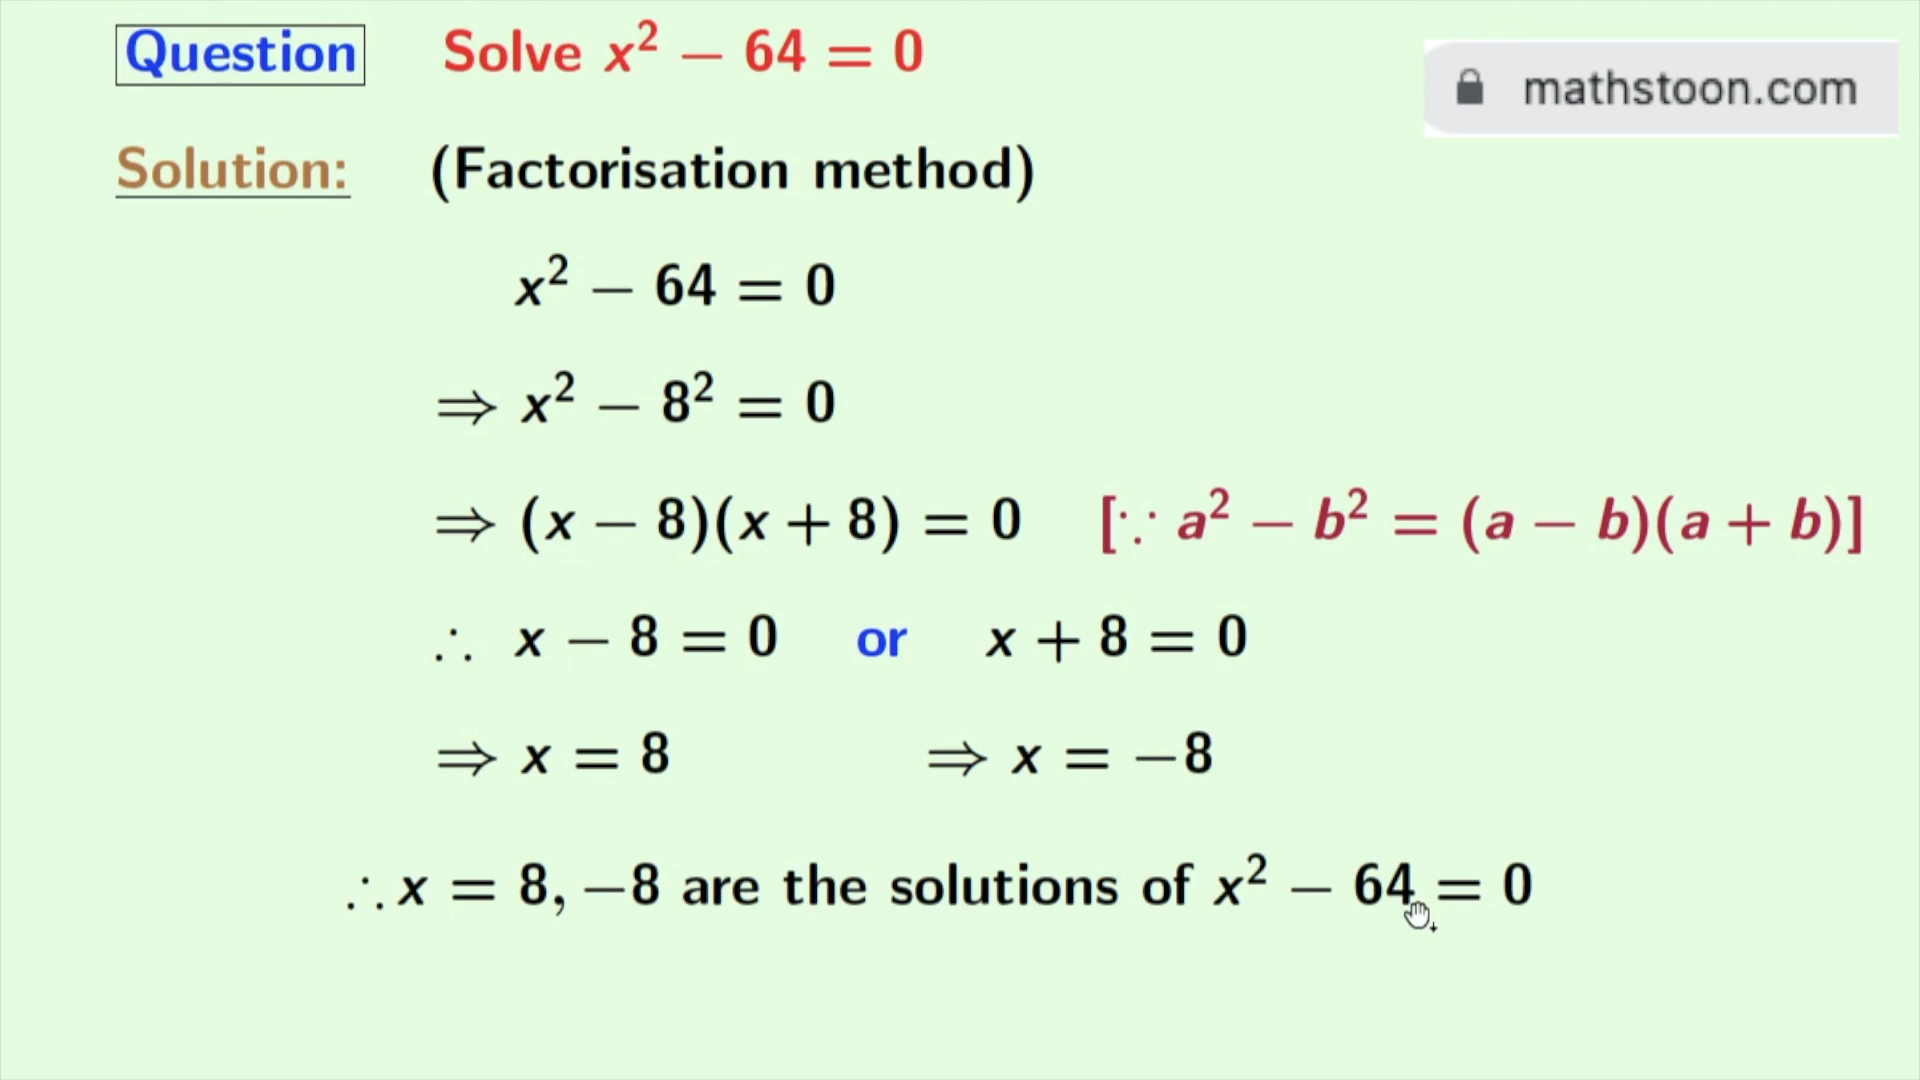 Question Solve x² − 64 = 0
mathstoon.com
Solution: (Factorisation method)
x² − 64 = 0
⇒ x² − 8² = 0
⇒ (x − 8)(x + 8) = 0 [∵ a² − b² = (a − b)(a + b)]
∴ x − 8 = 0 or x + 8 = 0
⇒ x = 8 ⇒ x = −8
∴ x = 8, −8 are the solutions of x² − 64 = 0